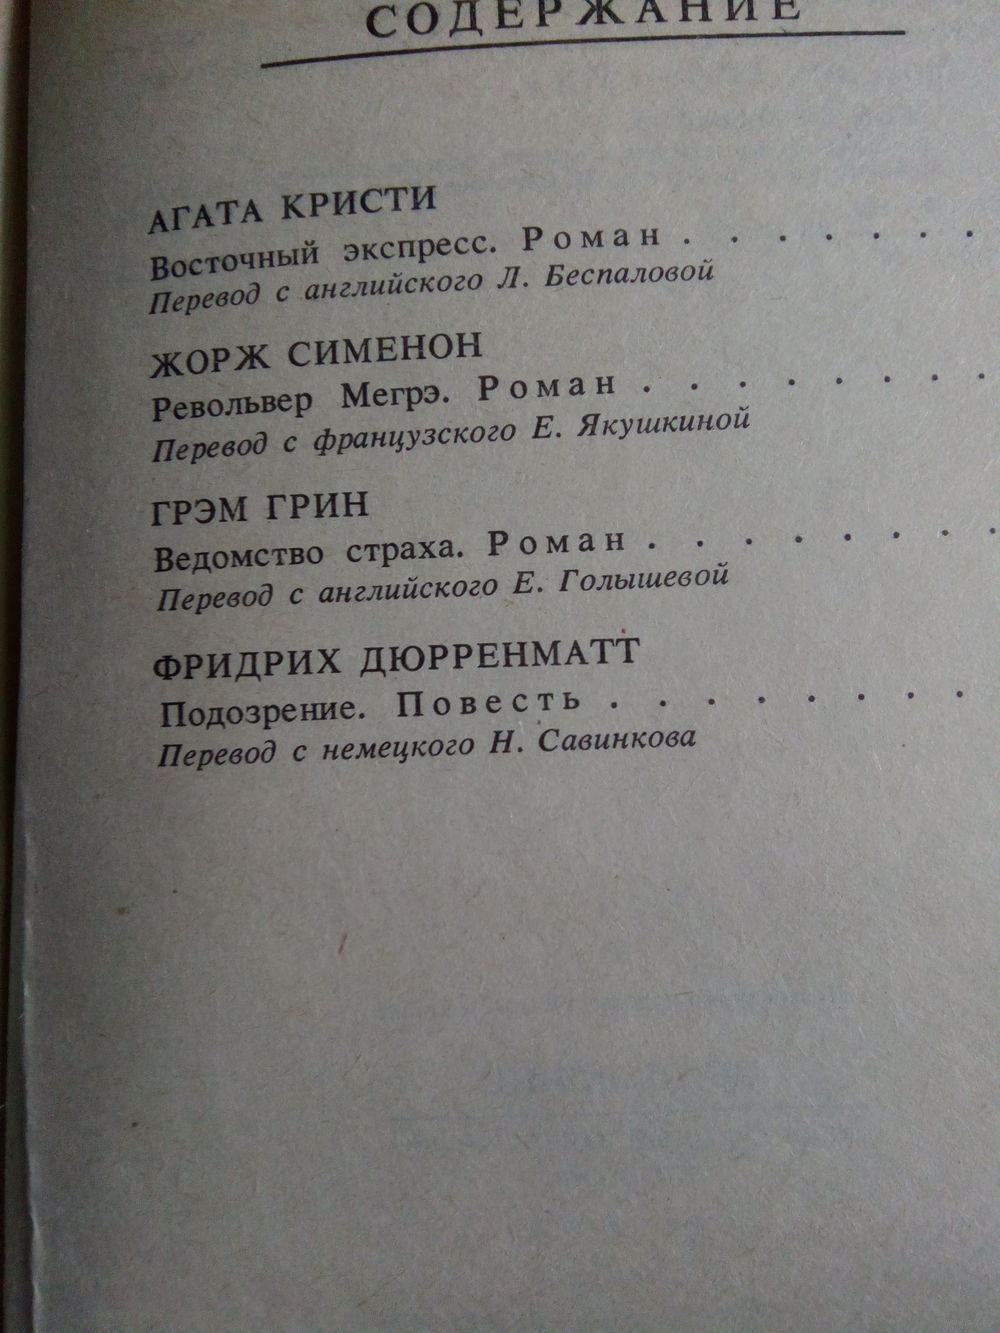 СОДЕРЖАНИЕ
АГАТА КРИСТИ
Восточный экспресс. Роман . . . . . . .
Перевод с английского Л. Беспаловой
ЖОРЖ СИМЕНОН
Револьвер Мегрэ. Роман . . . . . . . .
Перевод с французского Е. Якушкиной
ГРЭМ ГРИН
Ведомство страха. Роман . . . . . . . .
Перевод с английского Е. Голышевой
ФРИДРИХ ДЮРРЕНМАТТ
Подозрение. Повесть . . . . . . . .
Перевод с немецкого Н. Савинкова